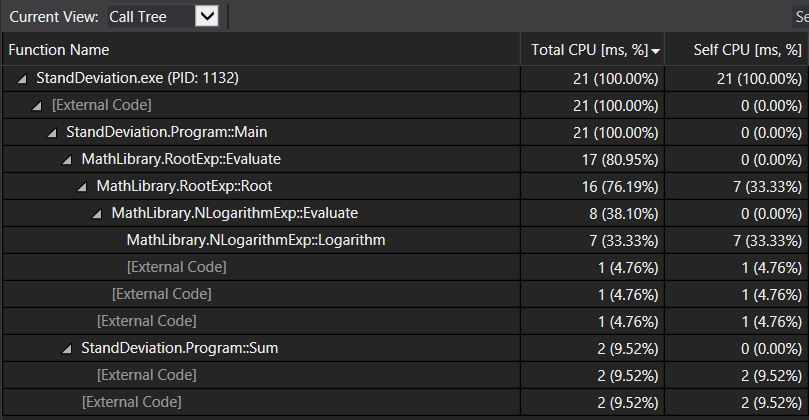 Current View: Call Tree Se
Function Name Total CPU [ms, %] Self CPU [ms, %]
StandDeviation.exe (PID: 1132) 21 (100.00%) 21 (100.00%)
[External Code] 21 (100.00%) 0 (0.00%)
StandDeviation.Program::Main 21 (100.00%) 0 (0.00%)
MathLibrary.RootExp::Evaluate 17 (80.95%) 0 (0.00%)
MathLibrary.RootExp::Root 16 (76.19%) 7 (33.33%)
MathLibrary.NLogarithmExp::Evaluate 8 (38.10%) 0 (0.00%)
MathLibrary.NLogarithmExp::Logarithm 7 (33.33%) 7 (33.33%)
[External Code] 1 (4.76%) 1 (4.76%)
[External Code] 1 (4.76%) 1 (4.76%)
[External Code] 1 (4.76%) 1 (4.76%)
StandDeviation.Program::Sum 2 (9.52%) 0 (0.00%)
[External Code] 2 (9.52%) 2 (9.52%)
[External Code] 2 (9.52%) 2 (9.52%)